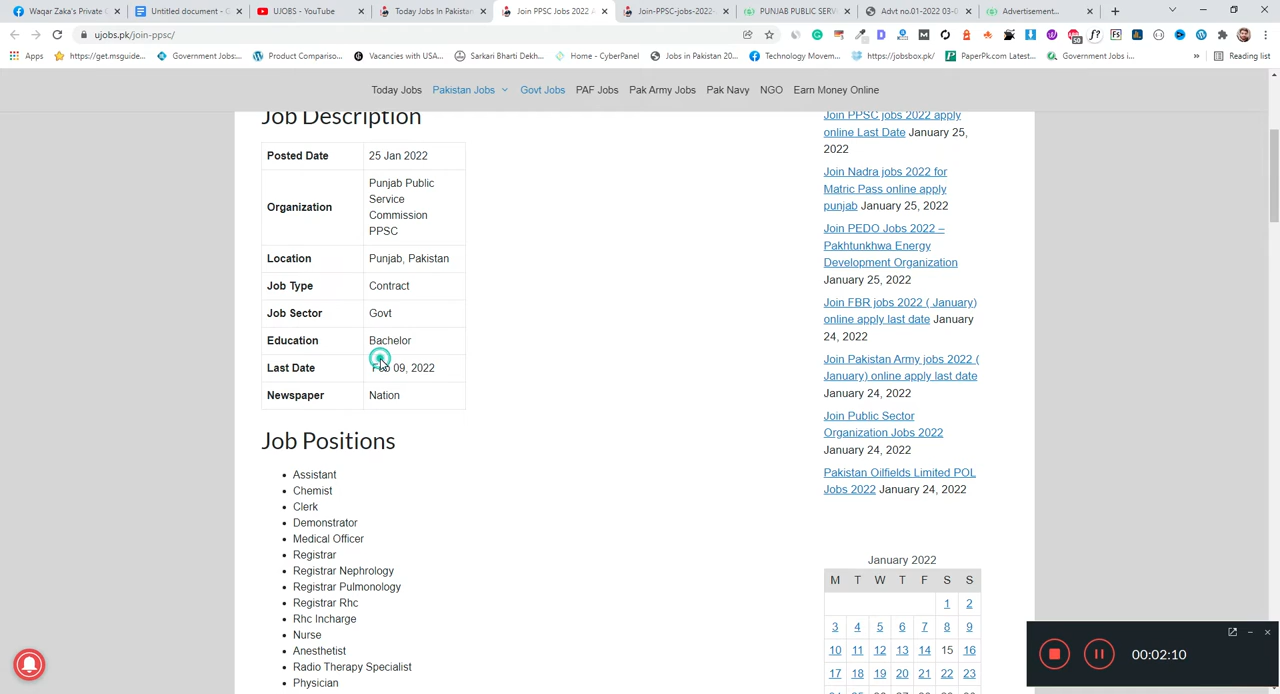 Waqar Zaka's Private
Untitled document - G
UJOBS - YouTube
Today Jobs In Pakistan
Join PPSC Jobs 2022 A
Join-PPSC-jobs-2022-
PUNJAB PUBLIC SERV
Advt no.01-2022 03-0
Advertisement...
ujobs.pk/join-ppsc/
Apps
https://get.msguide...
Government Jobs:...
Product Compariso...
Vacancies with USA...
Sarkari Bharti Dekh...
Home - CyberPanel
Jobs in Pakistan 20...
Technology Movem...
https://jobsbox.pk/
PaperPk.com Latest...
Government Jobs i...
»
Reading list
Today Jobs Pakistan Jobs Govt Jobs PAF Jobs Pak Army Jobs Pak Navy NGO Earn Money Online
Job Description
Posted Date 25 Jan 2022
Organization Punjab Public
Service
Commission
PPSC
Location Punjab, Pakistan
Job Type Contract
Job Sector Govt
Education Bachelor
Last Date 09, 2022
Newspaper Nation
Job Positions
Assistant
Chemist
Clerk
Demonstrator
Medical Officer
Registrar
Registrar Nephrology
Registrar Pulmonology
Registrar Rhc
Rhc Incharge
Nurse
Anesthetist
Radio Therapy Specialist
Physician
Join PPSC jobs 2022 apply
online Last Date January 25,
2022
Join Nadra jobs 2022 for
Matric Pass online apply
punjab January 25, 2022
Join PEDO Jobs 2022 –
Pakhtunkhwa Energy
Development Organization
January 25, 2022
Join FBR jobs 2022 ( January)
online apply last date January
24, 2022
Join Pakistan Army jobs 2022 (
January) online apply last date
January 24, 2022
Join Public Sector
Organization Jobs 2022
January 24, 2022
Pakistan Oilfields Limited POL
Jobs 2022 January 24, 2022
January 2022
M T W T F S S
1 2
3 4 5 6 7 8 9
10 11 12 13 14 15 16
17 18 19 20 21 22 23
00:02:10